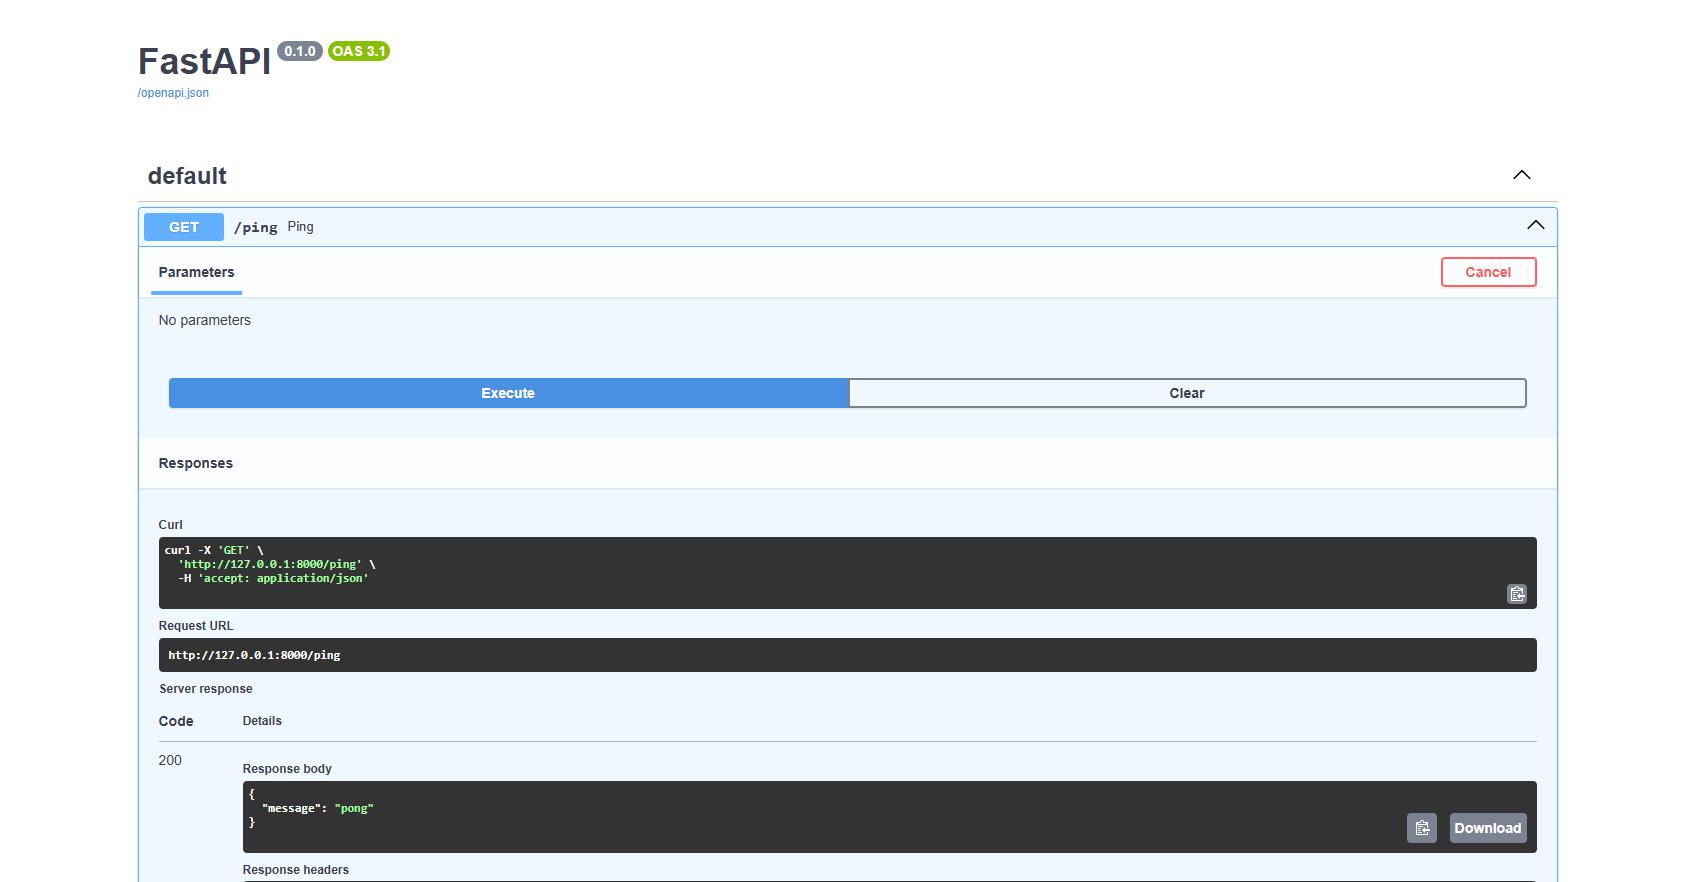 FastAPI 0.1.0 OAS 3.1
/openapi.json
default
GET /ping Ping
Parameters Cancel
No parameters
Execute Clear
Responses
Curl
curl -X 'GET' \
  'http://127.0.0.1:8000/ping' \
  -H 'accept: application/json'
Request URL
http://127.0.0.1:8000/ping
Server response
Code Details
200
Response body
{
  "message": "pong"
}
Download
Response headers